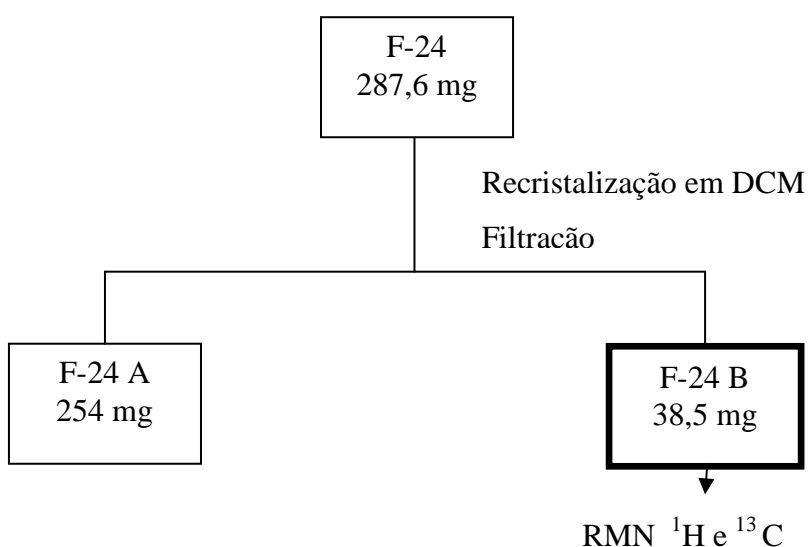 F-24
287,6 mg
Recristalização em DCM
Filtracão
F-24 A
254 mg
F-24 B
38,5 mg
RMN ¹H e ¹³C